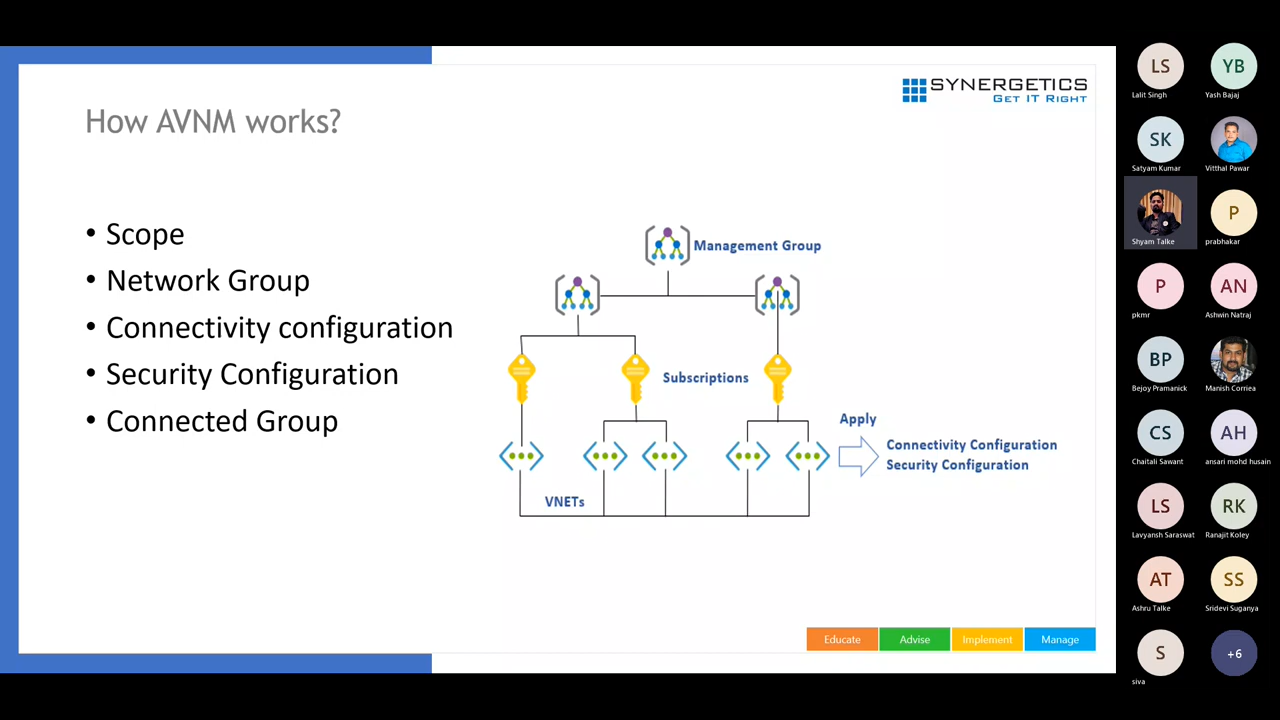 SYNERGETICS
GET IT RIGHT
How AVNM works?
• Scope
• Network Group
• Connectivity configuration
• Security Configuration
• Connected Group
Management Group
Subscriptions
VNETs
Apply
Connectivity Configuration
Security Configuration
Educate
Advise
Implement
Manage
LS
Lalit Singh
YB
Yash Bajaj
SK
Satyam Kumar
Vitthal Pawar
Shyam Talke
P
prabhakar
P
pkmr
AN
Ashwin Natraj
BP
Bejoy Pramanick
Manish Corriea
CS
Chaitali Sawant
AH
ansari mohd husain
LS
Lavyansh Saraswat
RK
Ranajit Koley
AT
Ashru Talke
SS
Sridevi Suganya
S
siva
+6